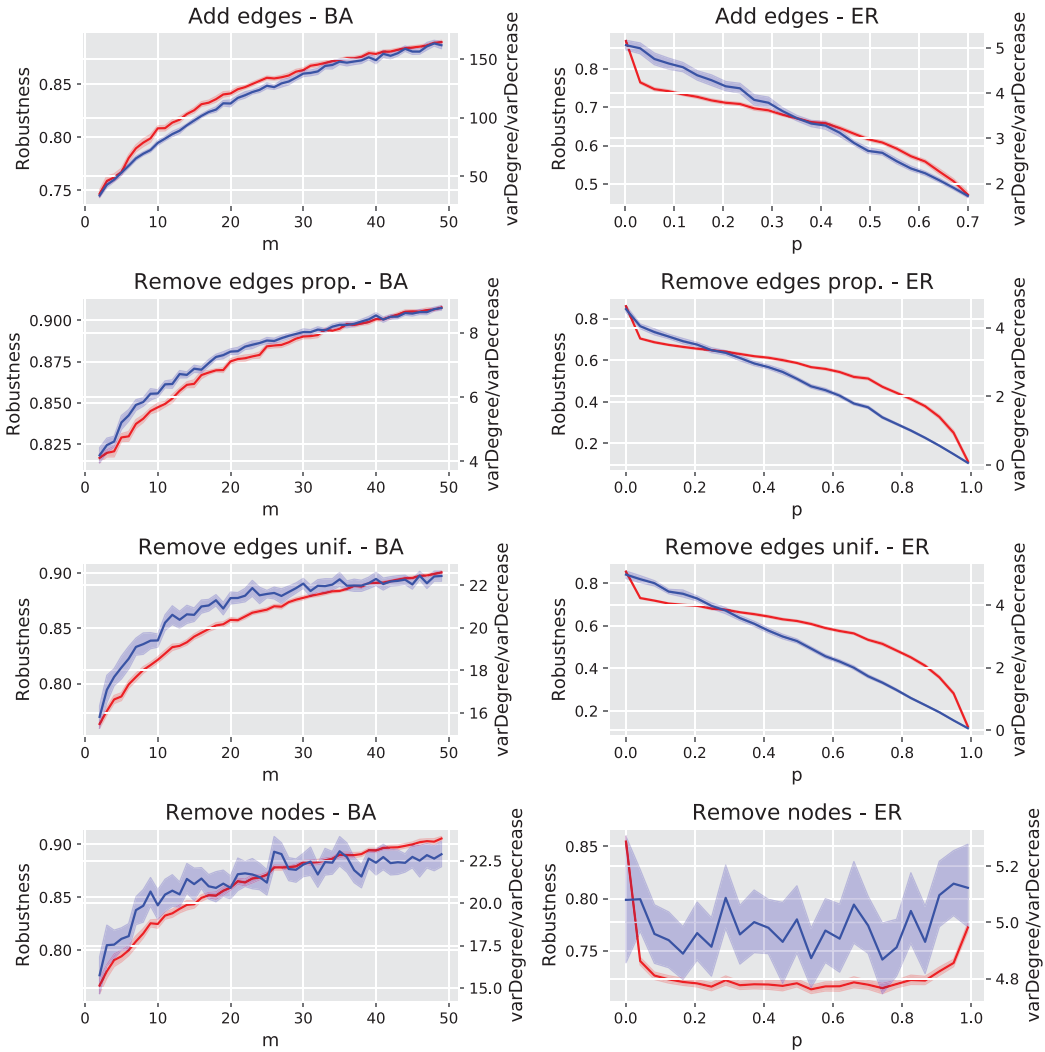 Add edges - BA
Robustness
0.85
0.80
0.75
150
100
50
varDegree/varDecrease
0 10 20 30 40 50
m
Add edges - ER
Robustness
0.8
0.7
0.6
0.5
5
4
3
2
varDegree/varDecrease
0.0 0.1 0.2 0.3 0.4 0.5 0.6 0.7
p
Remove edges prop. - BA
Robustness
0.900
0.875
0.850
0.825
8
6
4
varDegree/varDecrease
0 10 20 30 40 50
m
Remove edges prop. - ER
Robustness
0.8
0.6
0.4
0.2
4
2
0
varDegree/varDecrease
0.0 0.2 0.4 0.6 0.8 1.0
p
Remove edges unif. - BA
Robustness
0.90
0.85
0.80
22
20
18
16
varDegree/varDecrease
0 10 20 30 40 50
m
Remove edges unif. - ER
Robustness
0.8
0.6
0.4
0.2
4
2
0
varDegree/varDecrease
0.0 0.2 0.4 0.6 0.8 1.0
p
Remove nodes - BA
Robustness
0.90
0.85
0.80
22.5
20.0
17.5
15.0
varDegree/varDecrease
0 10 20 30 40 50
m
Remove nodes - ER
Robustness
0.85
0.80
0.75
5.2
5.0
4.8
varDegree/varDecrease
0.0 0.2 0.4 0.6 0.8 1.0
p